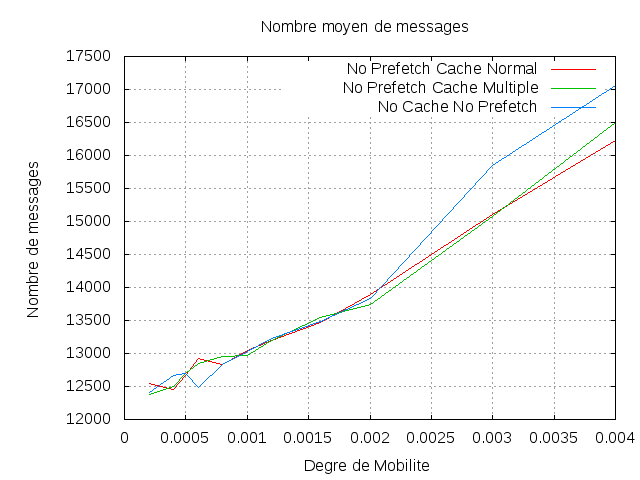 Nombre moyen de messages
17500
17000
16500
16000
15500
15000
14500
14000
13500
13000
12500
12000
Nombre de messages
No Prefetch Cache Normal
No Prefetch Cache Multiple
No Cache No Prefetch
0 0.0005 0.001 0.0015 0.002 0.0025 0.003 0.0035 0.004
Degre de Mobilite